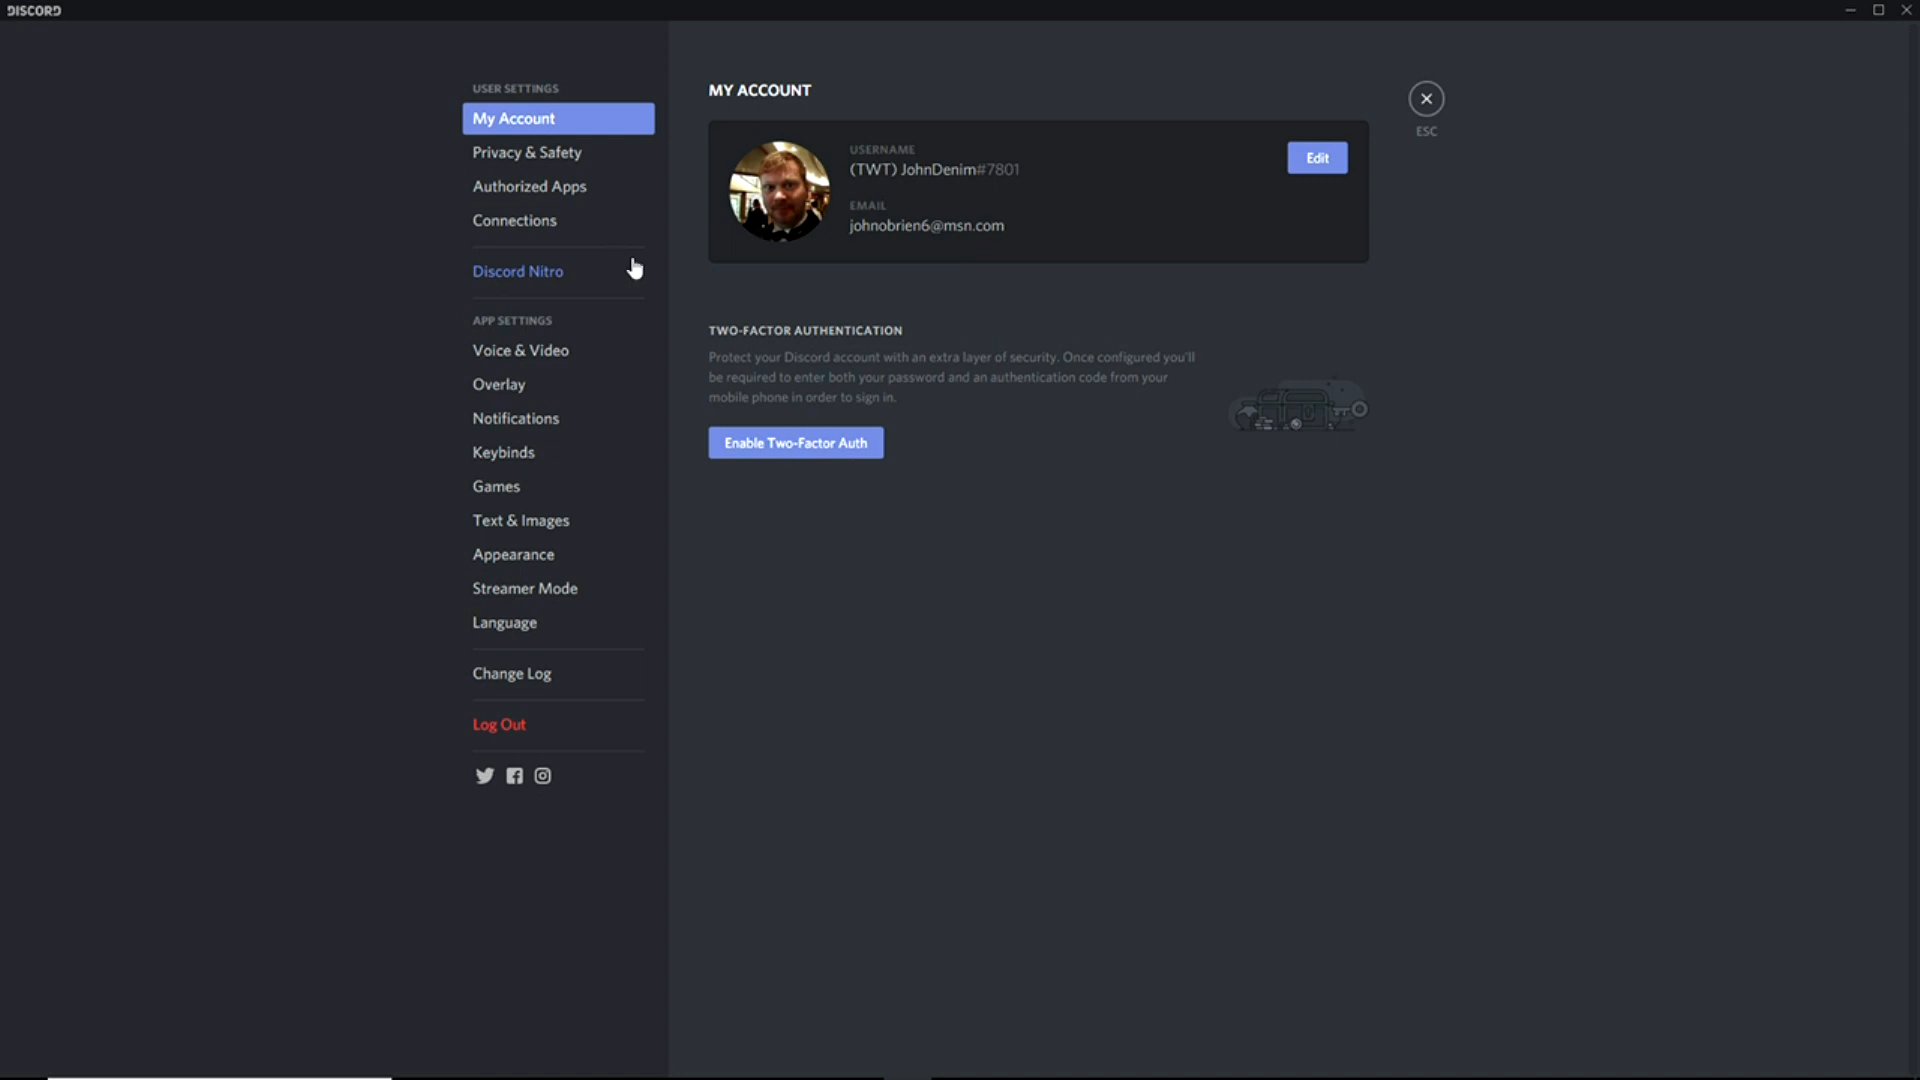 DISCORD
USER SETTINGS
My Account
Privacy & Safety
Authorized Apps
Connections
Discord Nitro
APP SETTINGS
Voice & Video
Overlay
Notifications
Keybinds
Games
Text & Images
Appearance
Streamer Mode
Language
Change Log
Log Out
MY ACCOUNT
USERNAME
(TWT) JohnDenim#7801
EMAIL
johnobrien6@msn.com
Edit
ESC
TWO-FACTOR AUTHENTICATION
Protect your Discord account with an extra layer of security. Once configured you'll
be required to enter both your password and an authentication code from your
mobile phone in order to sign in.
Enable Two-Factor Auth